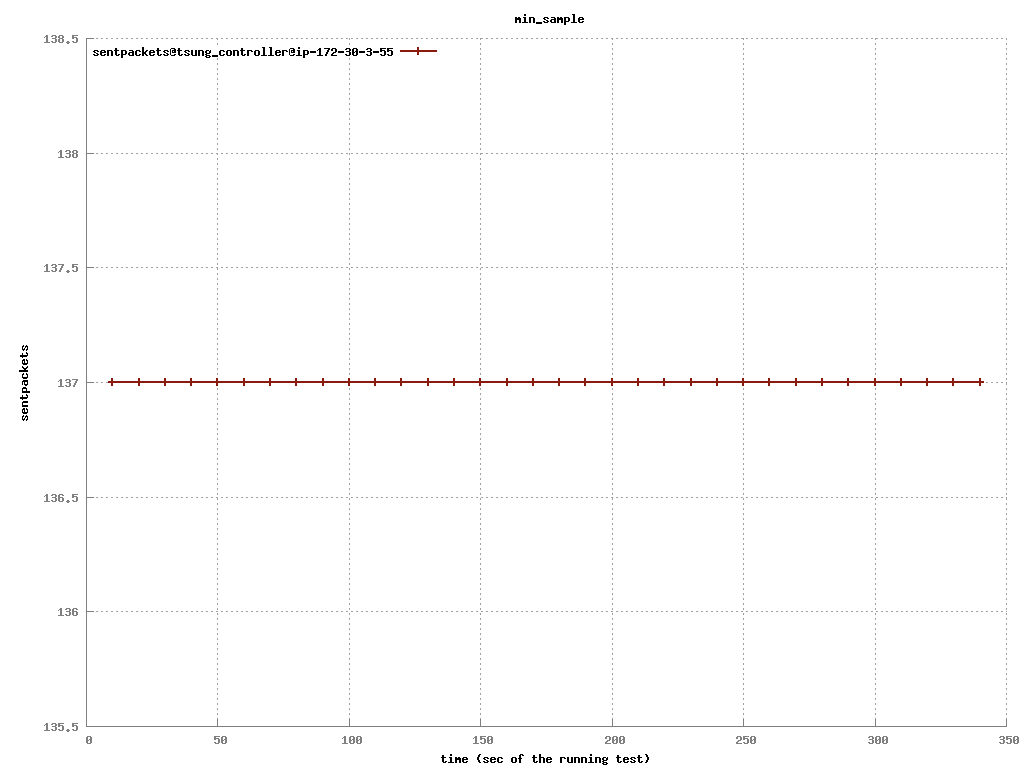 min_sample
sentpackets@tsung_controller@ip-172-30-3-55
138.5
138
137.5
137
136.5
136
135.5
sentpackets
0 50 100 150 200 250 300 350
time (sec of the running test)